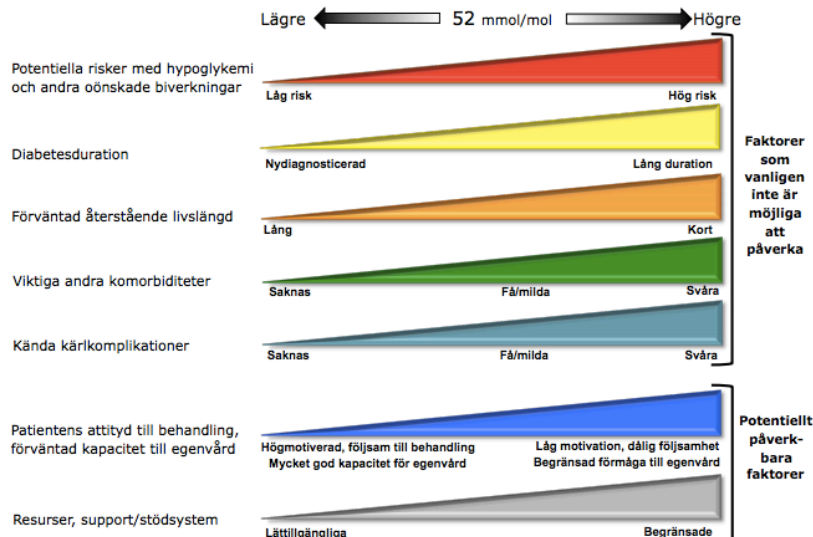 Lägre 52 mmol/mol Högre
Potentiella risker med hypoglykemi
och andra oönskade biverkningar
Låg risk Hög risk
Diabetesduration
Nydiagnosticerad Lång duration
Förväntad återstående livslängd
Lång Kort
Viktiga andra komorbiditeter
Saknas Få/milda Svåra
Kända kärlkomplikationer
Saknas Få/milda Svåra
Faktorer
som
vanligen
inte är
möjliga
att
påverka
Patientens attityd till behandling,
förväntad kapacitet till egenvård
Högmotiverad, följsam till behandling Låg motivation, dålig följsamhet
Mycket god kapacitet för egenvård Begränsad förmåga till egenvård
Resurser, support/stödsystem
Lättillgängliga Begränsade
Potentiellt
påverk-
bara
faktorer